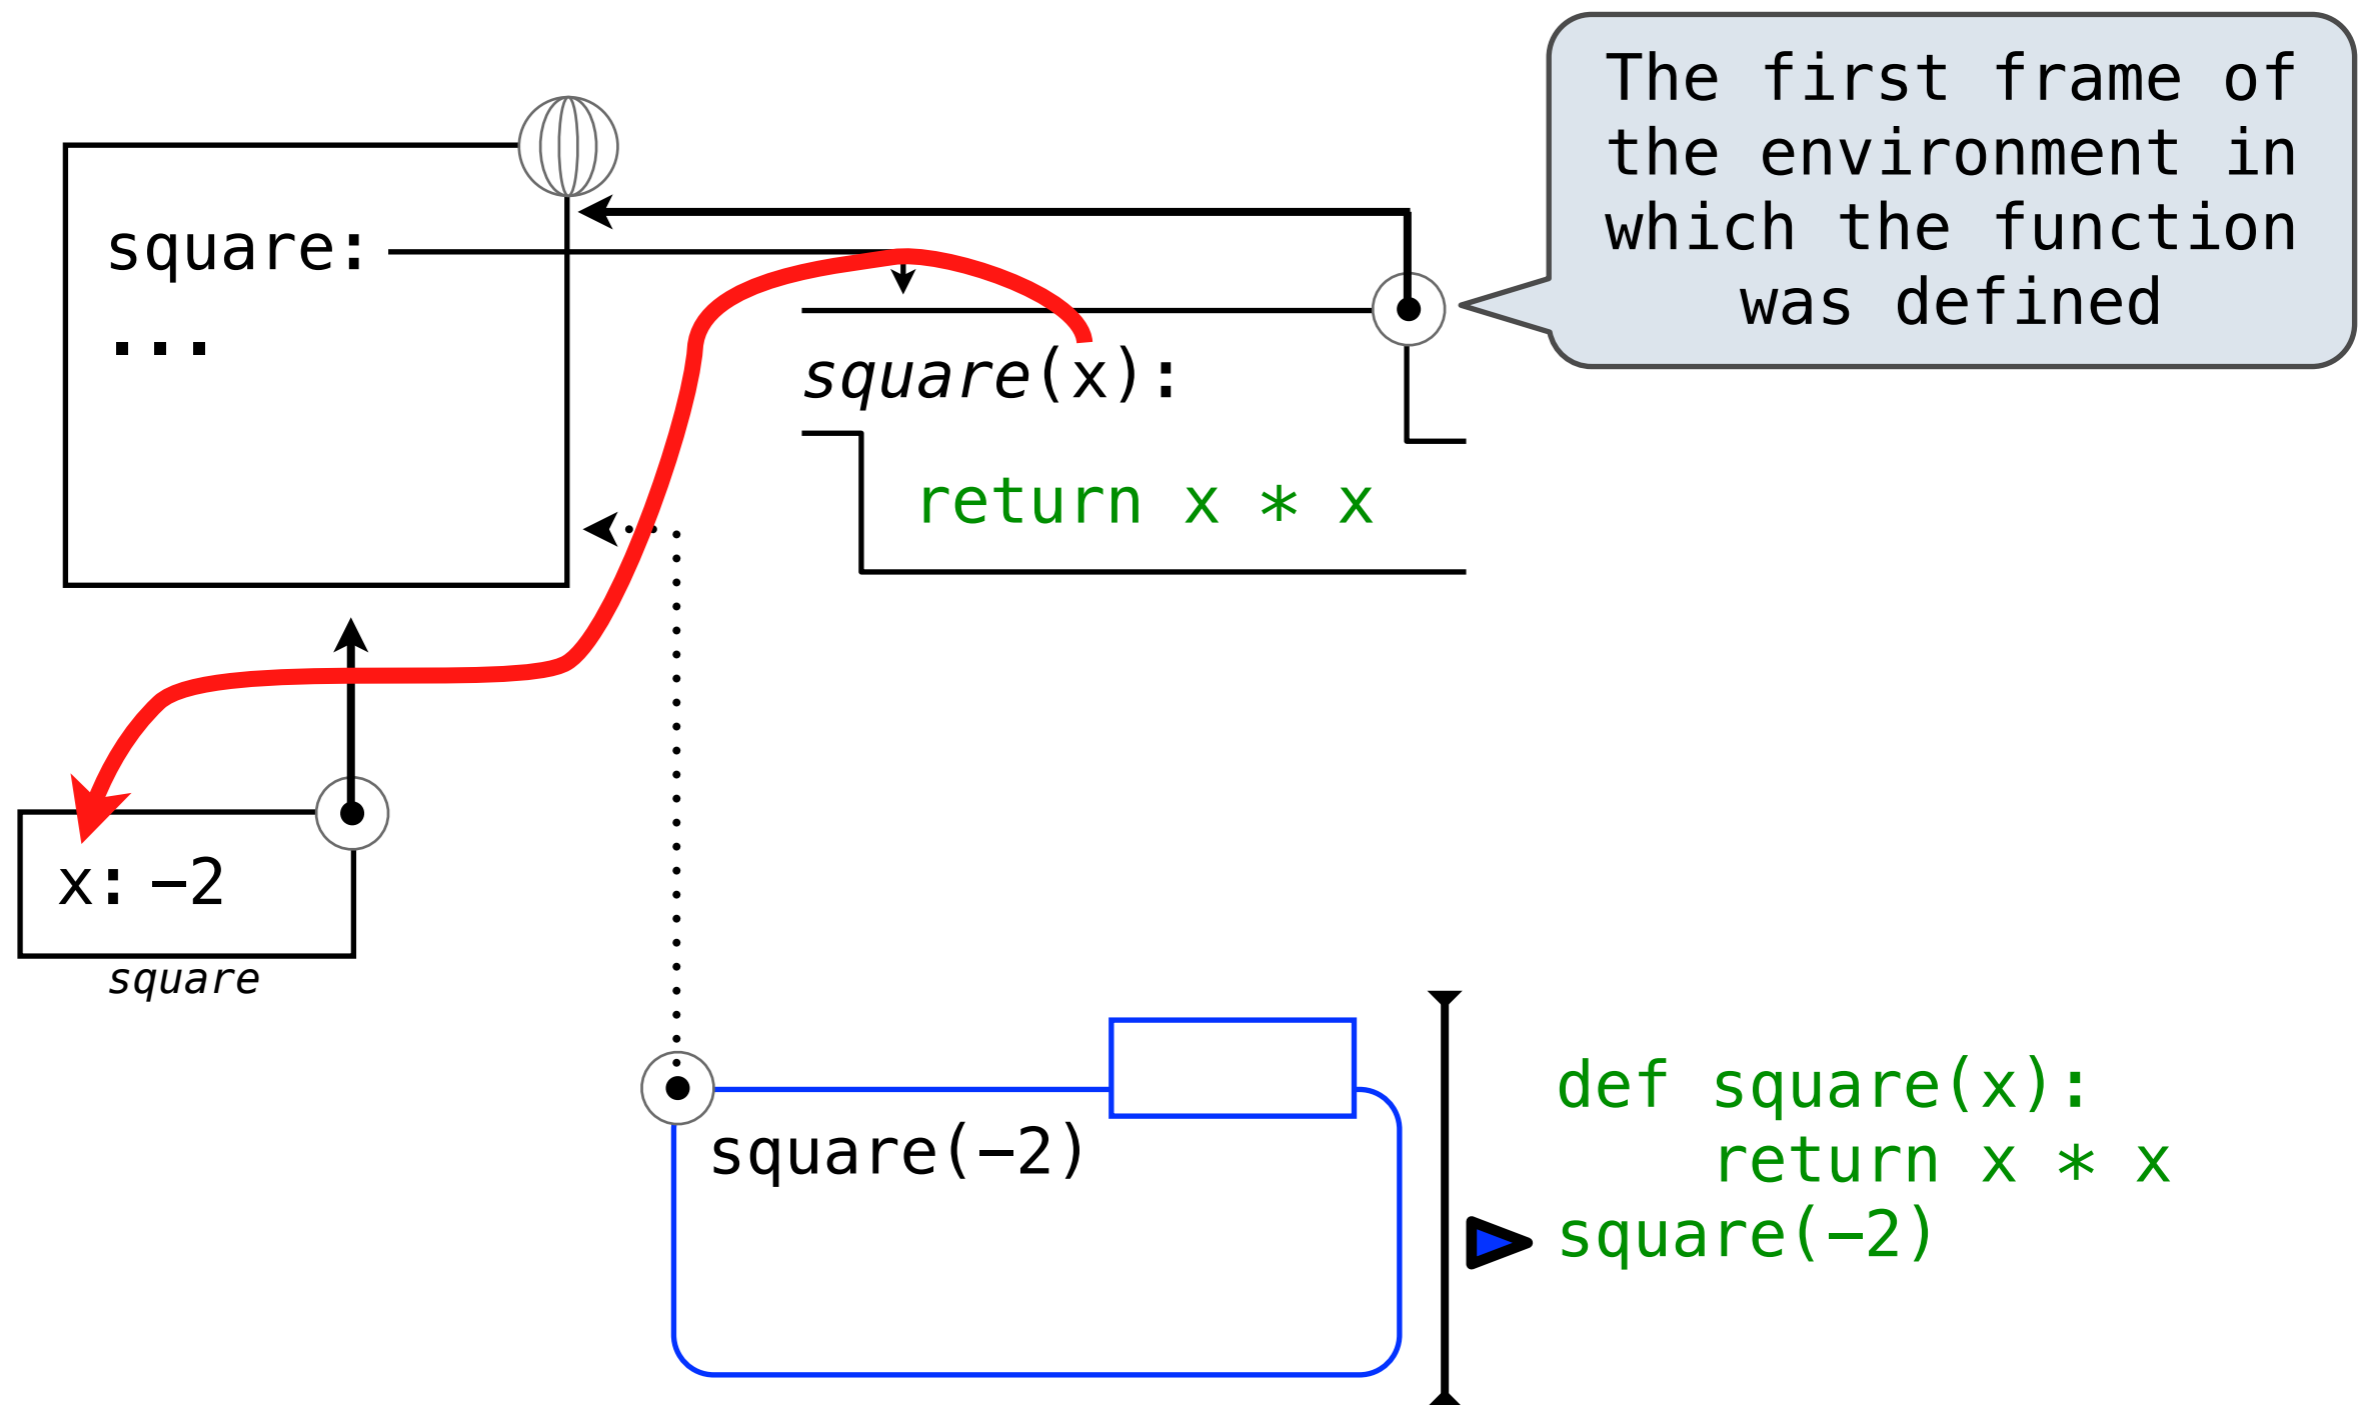 The first frame of
the environment in
which the function
was defined
square:
...
square(x):
return x * x
x: −2
square
square(−2)
def square(x):
    return x * x
square(−2)